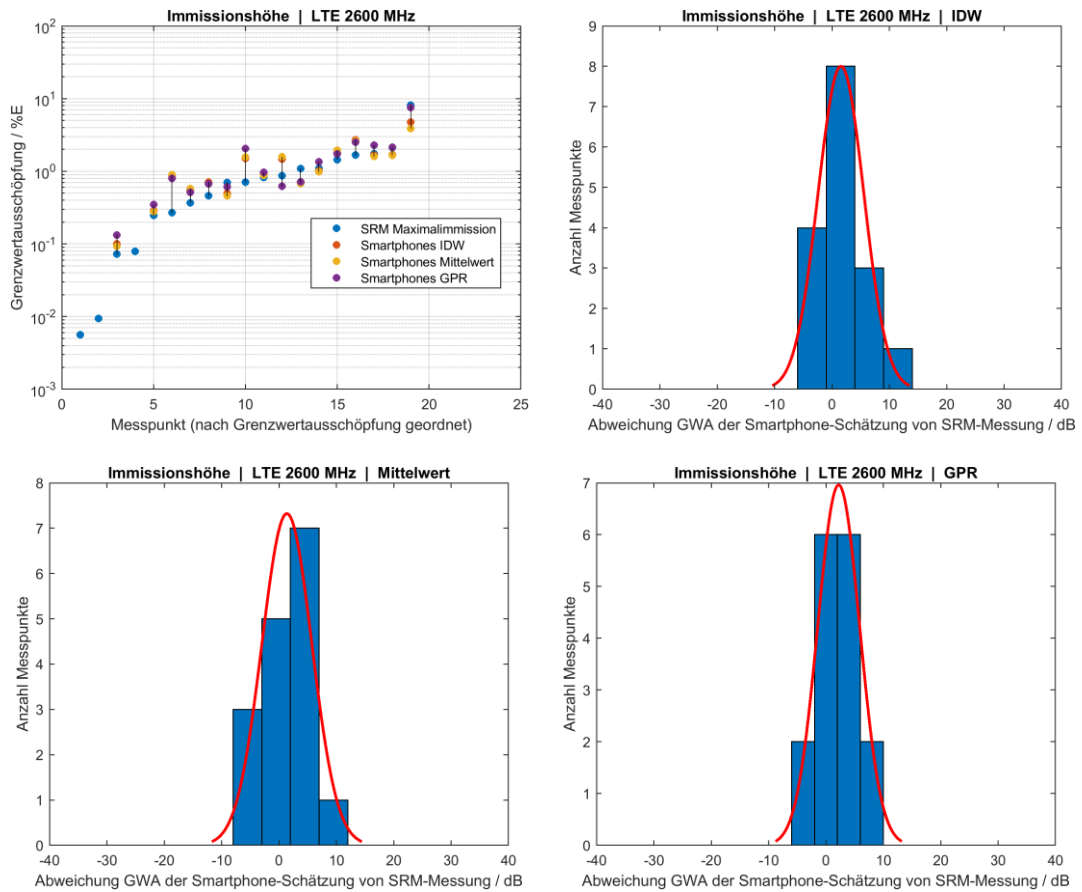 Immissionshöhe | LTE 2600 MHz
10^2
10^1
10^0
10^-1
10^-2
10^-3
Grenzwertausschöpfung / %E
SRM Maximalimmission
Smartphones IDW
Smartphones Mittelwert
Smartphones GPR
0 5 10 15 20 25
Messpunkt (nach Grenzwertausschöpfung geordnet)
Immissionshöhe | LTE 2600 MHz | IDW
9
8
7
6
5
4
3
2
1
0
Anzahl Messpunkte
-40 -30 -20 -10 0 10 20 30 40
Abweichung GWA der Smartphone-Schätzung von SRM-Messung / dB
Immissionshöhe | LTE 2600 MHz | Mittelwert
8
7
6
5
4
3
2
1
0
Anzahl Messpunkte
-40 -30 -20 -10 0 10 20 30 40
Abweichung GWA der Smartphone-Schätzung von SRM-Messung / dB
Immissionshöhe | LTE 2600 MHz | GPR
7
6
5
4
3
2
1
0
Anzahl Messpunkte
-40 -30 -20 -10 0 10 20 30 40
Abweichung GWA der Smartphone-Schätzung von SRM-Messung / dB